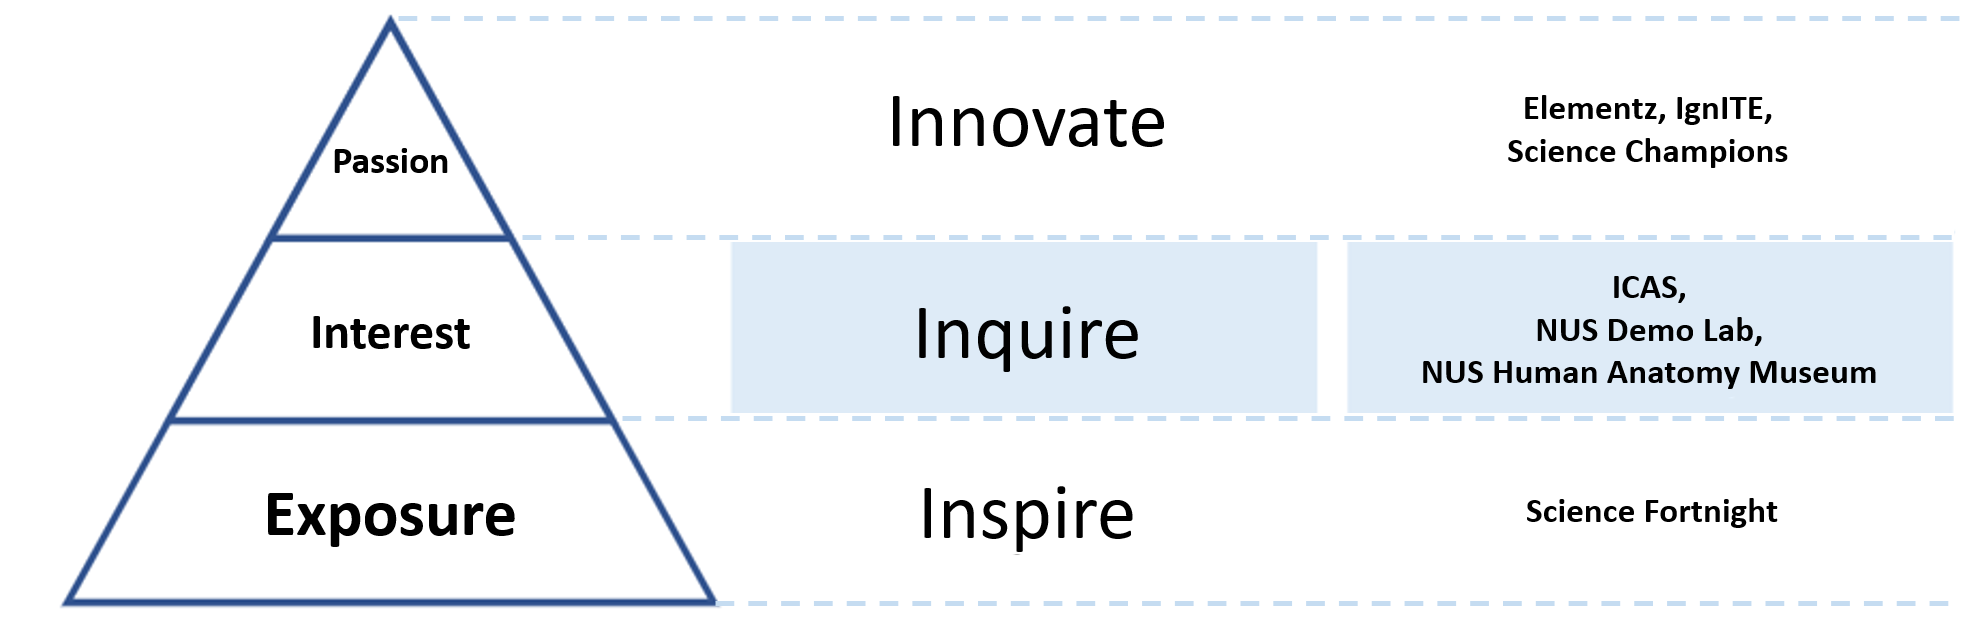 Passion
Innovate
Elementz, IgnITE,
Science Champions
Interest
Inquire
ICAS,
NUS Demo Lab,
NUS Human Anatomy Museum
Exposure
Inspire
Science Fortnight